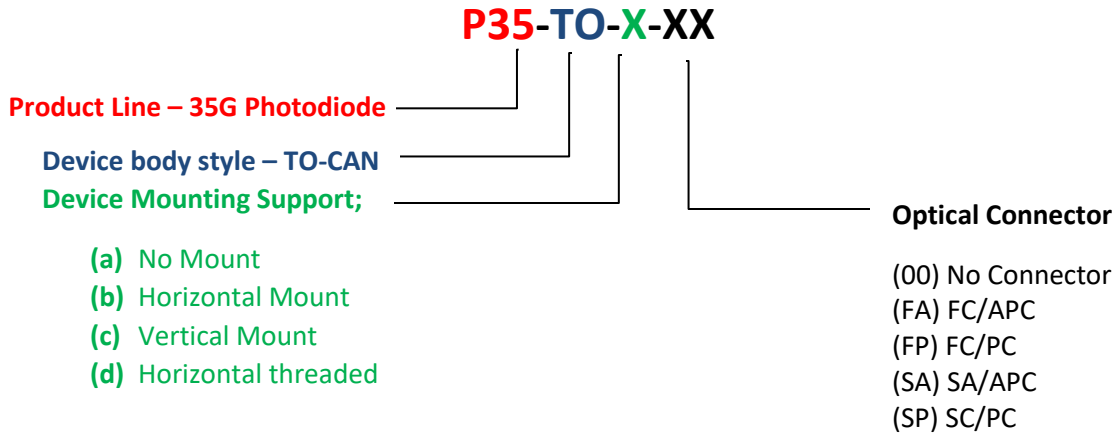 P35-TO-X-XX
Product Line – 35G Photodiode
Device body style – TO-CAN
Device Mounting Support;
(a) No Mount
(b) Horizontal Mount
(c) Vertical Mount
(d) Horizontal threaded
Optical Connector
(00) No Connector
(FA) FC/APC
(FP) FC/PC
(SA) SA/APC
(SP) SC/PC